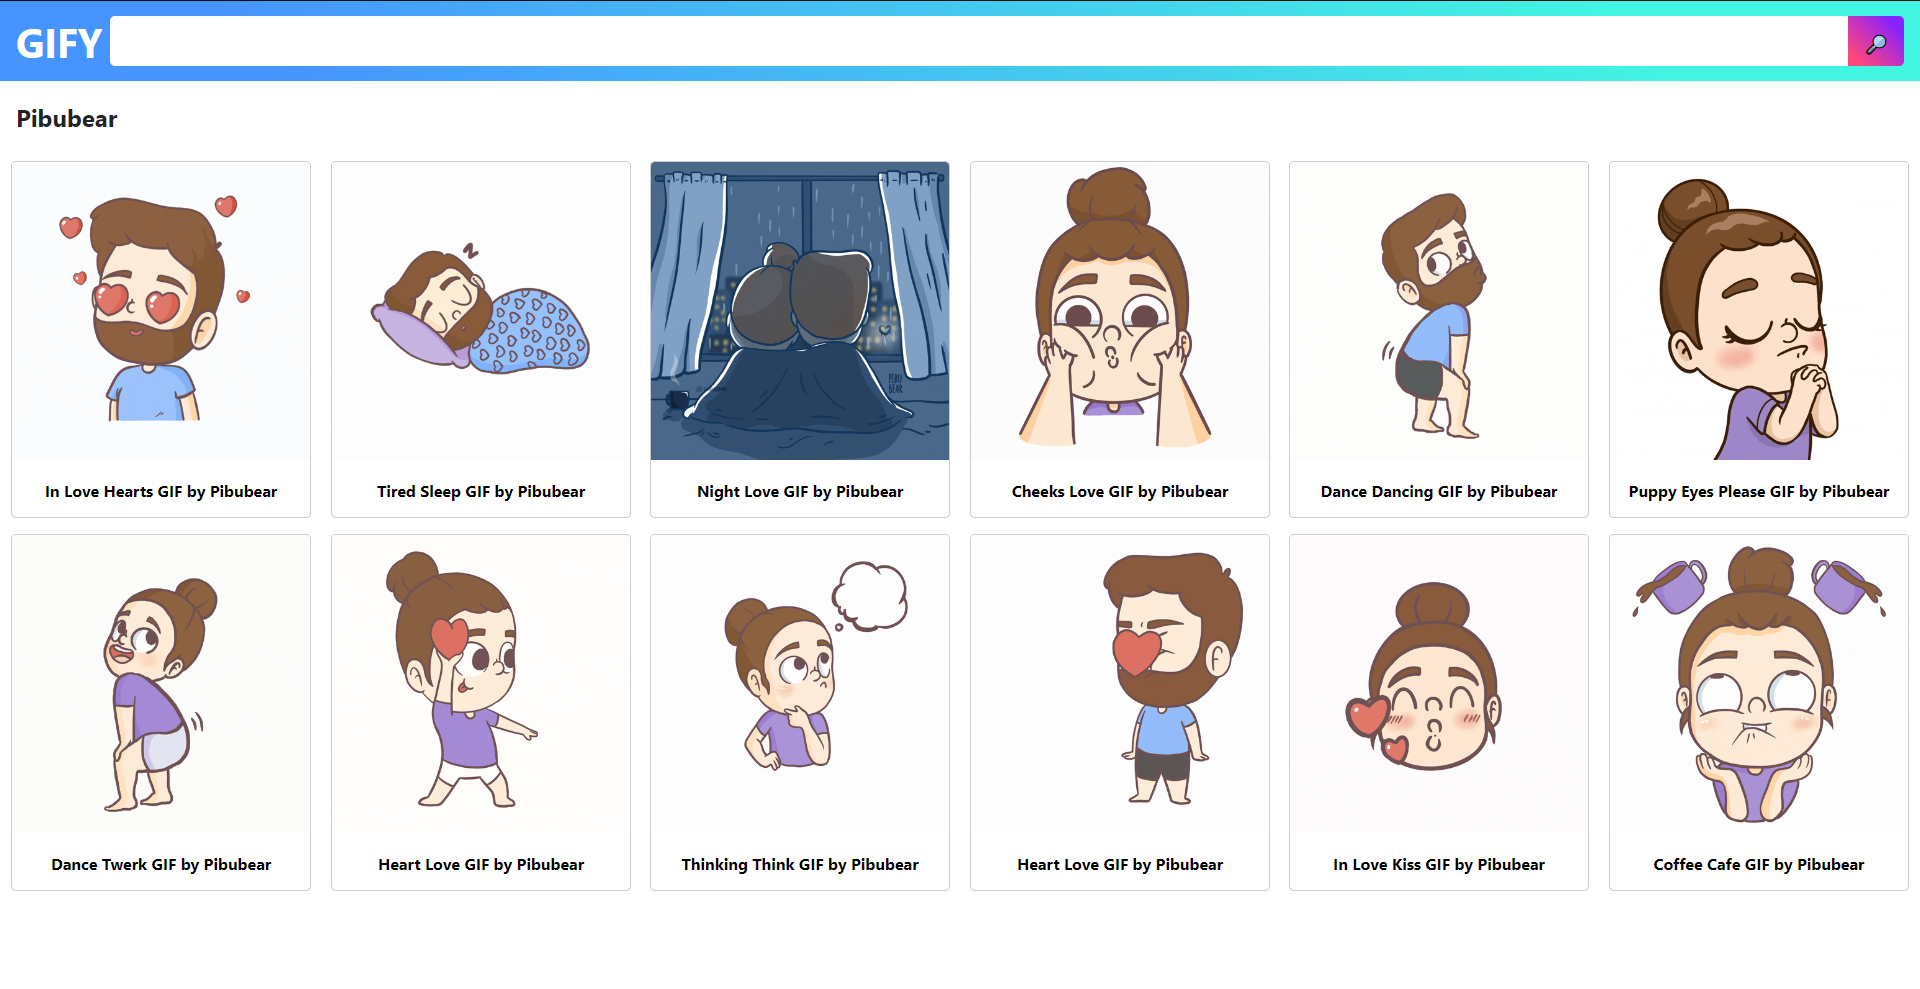 GIFY
Pibubear
In Love Hearts GIF by Pibubear
Tired Sleep GIF by Pibubear
PIBU
BEAR
Night Love GIF by Pibubear
Cheeks Love GIF by Pibubear
Dance Dancing GIF by Pibubear
Puppy Eyes Please GIF by Pibubear
Dance Twerk GIF by Pibubear
Heart Love GIF by Pibubear
Thinking Think GIF by Pibubear
Heart Love GIF by Pibubear
In Love Kiss GIF by Pibubear
Coffee Cafe GIF by Pibubear